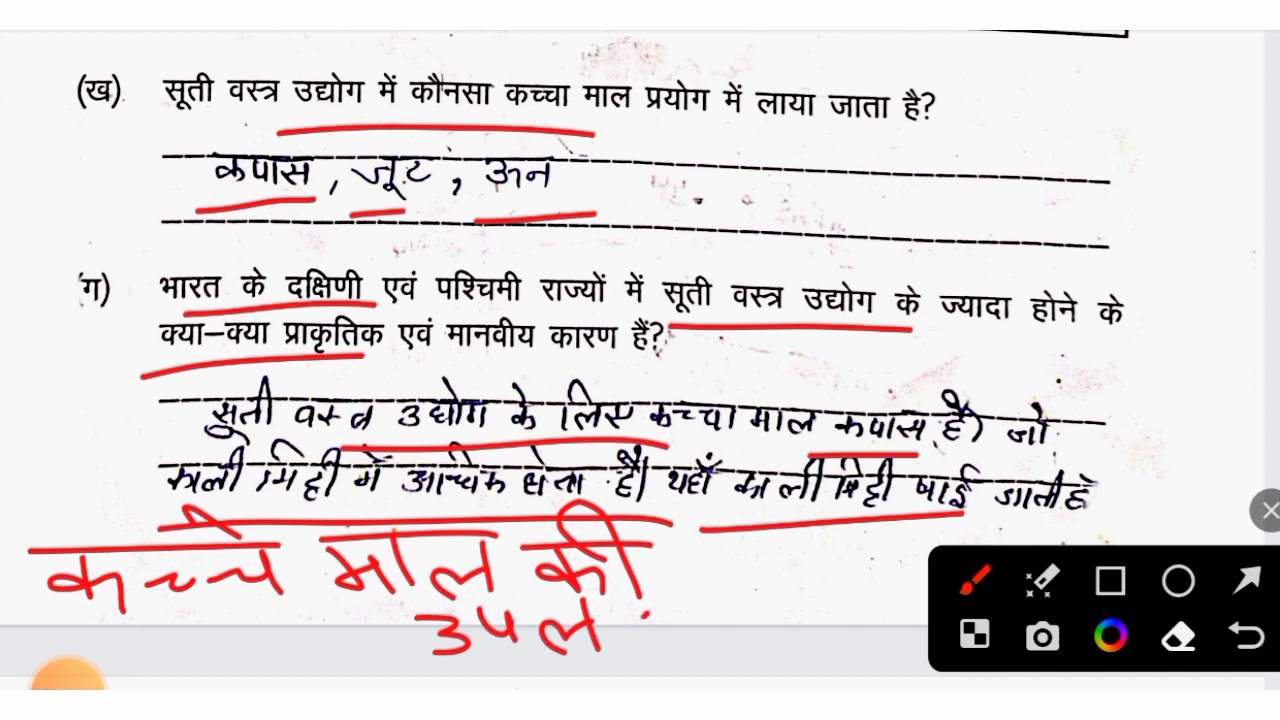 (ख) सूती वस्त्र उद्योग में कौनसा कच्चा माल प्रयोग में लाया जाता है?
कपास, जूट, ऊन
ग) भारत के दक्षिणी एवं पश्चिमी राज्यों में सूती वस्त्र उद्योग के ज्यादा होने के
क्या–क्या प्राकृतिक एवं मानवीय कारण हैं?
सूती वस्त्र उद्योग के लिए कच्चा माल कपास है। जो
काली मिट्टी में अधिक होता है। यहाँ काली मिट्टी पाई जाती है
कच्चे माल की
उपल